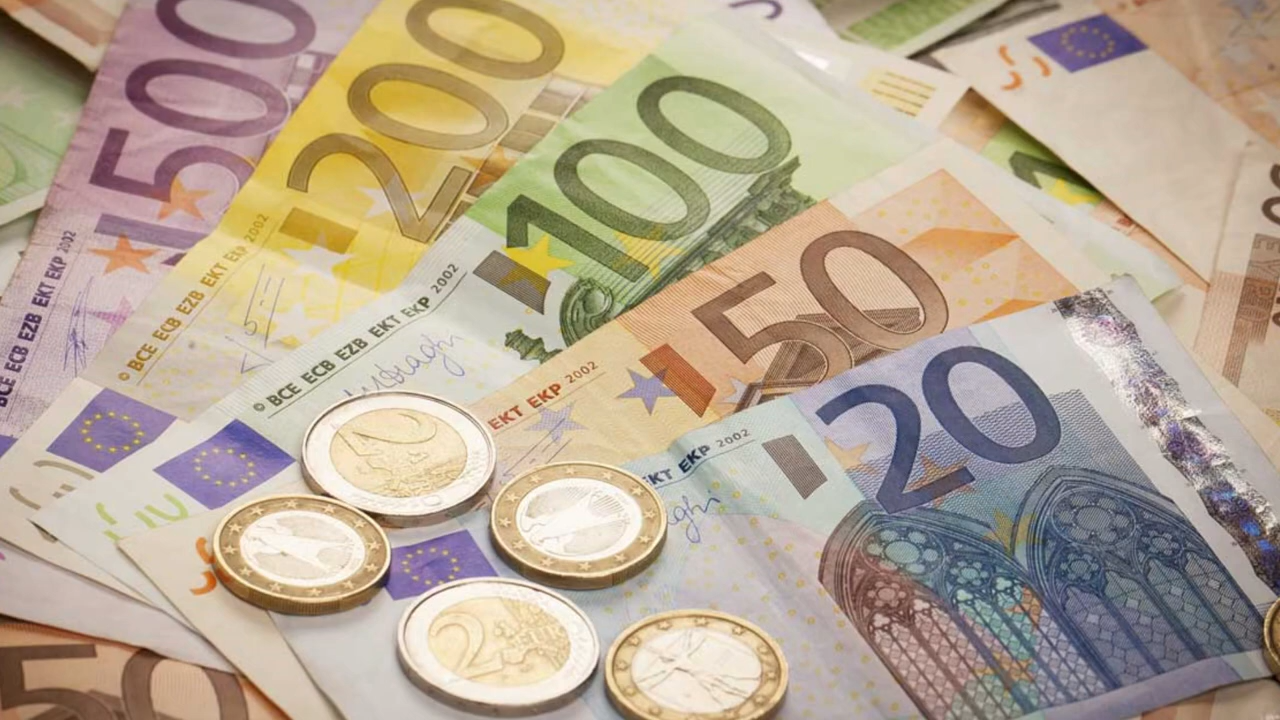 500
BCE ECB EZB EKT EKP 2002
200
© BCE ECB EZB EKT EKP 2002
100
© BCE ECB EZB EKT EKP 2002
50
EKT EKP 2002
20
EKT EKP 2002
2
2
50